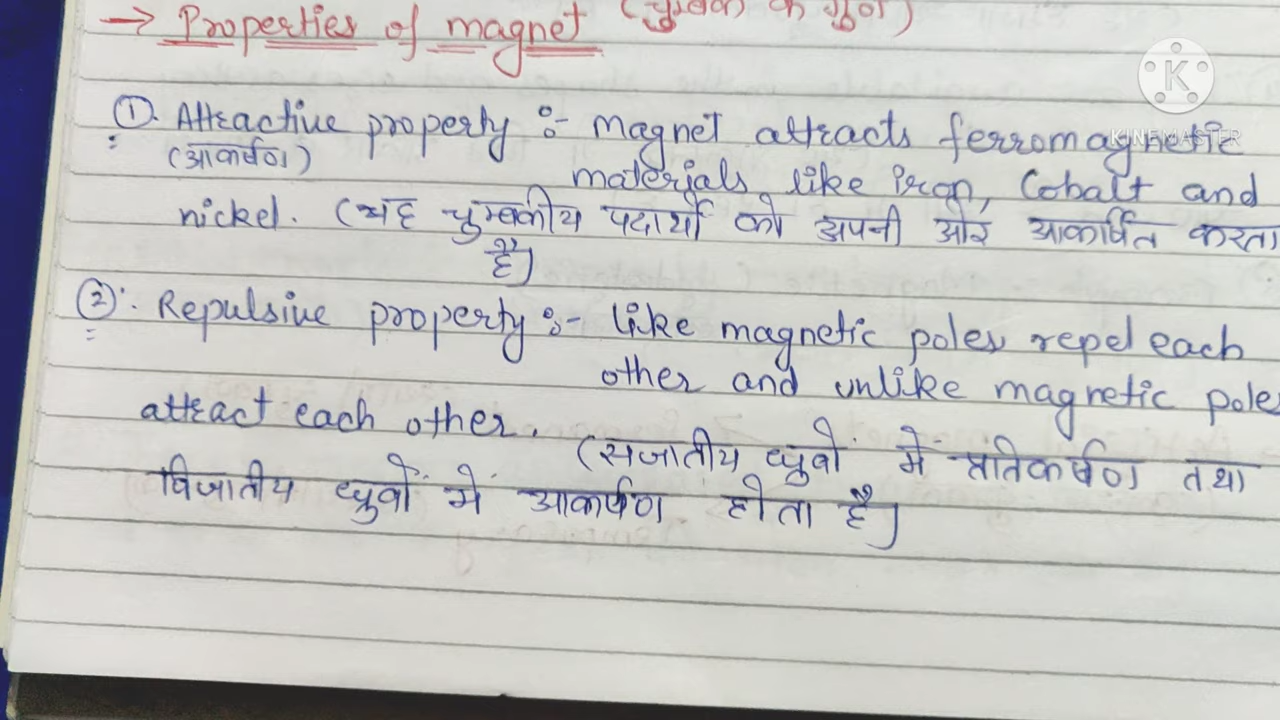 → Properties of magnet (चुम्बक के गुण)
K
KINEMASTER
①. Attractive property :- magnet attracts ferromagnetic
(आकर्षण)
materials like Iron, Cobalt and
nickel. (यह चुम्बकीय पदार्थो को अपनी ओर आकर्षित करता
है)
②. Repulsive property :- like magnetic poles repel each
other and unlike magnetic poles
attract each other.
(सजातीय ध्रुवों में प्रतिकर्षण तथा
विजातीय ध्रुवों में आकर्षण होता है)